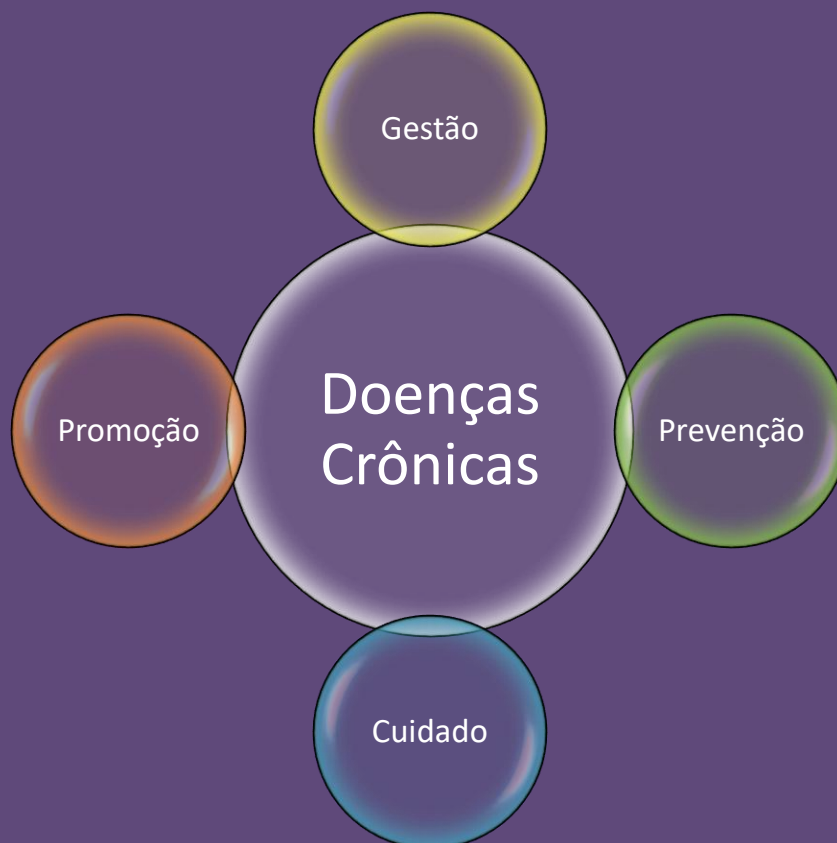 Gestão
Promoção
Doenças
Crônicas
Prevenção
Cuidado